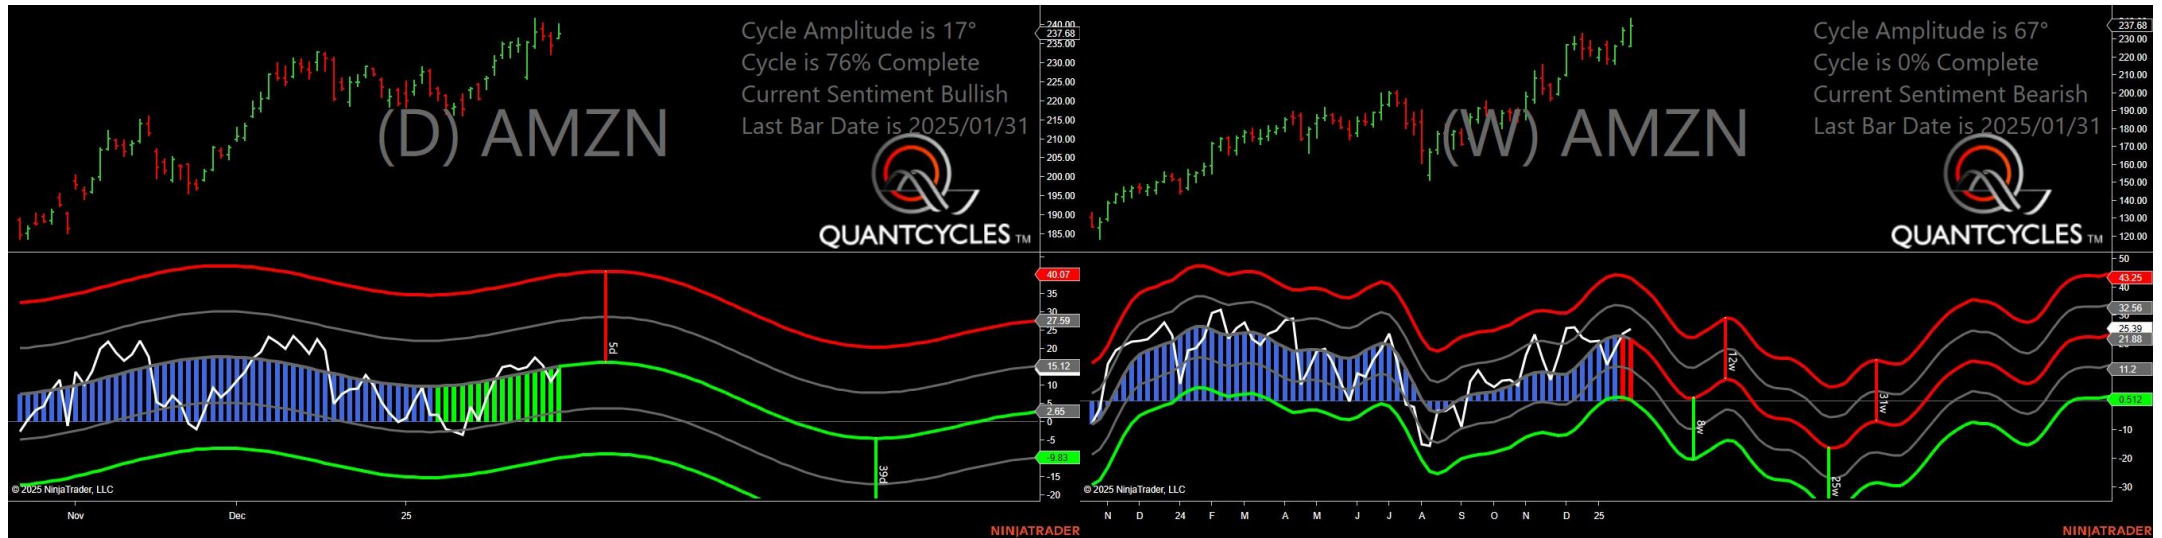 Cycle Amplitude is 17°
Cycle is 76% Complete
Current Sentiment Bullish
Last Bar Date is 2025/01/31
(D) AMZN
QUANTCYCLES TM
240.00
237.68
235.00
230.00
225.00
220.00
215.00
210.00
205.00
200.00
195.00
190.00
185.00
40.07
35
30
27.59
25
20
15.12
10
5
2.65
0
-5
-9.83
-15
-20
5d
39d
© 2025 NinjaTrader, LLC
Nov Dec 25
NINJATRADER
Cycle Amplitude is 67°
Cycle is 0% Complete
Current Sentiment Bearish
Last Bar Date is 2025/01/31
(W) AMZN
QUANTCYCLES TM
237.68
230.00
220.00
210.00
200.00
190.00
180.00
170.00
160.00
150.00
140.00
130.00
120.00
50
43.25
40
32.56
30
25.39
21.88
11.2
0.512
-10
-20
-30
12w
8w
31w
25w
© 2025 NinjaTrader, LLC
N D 24 F M A M J J A S O N D 25
NINJATRADER